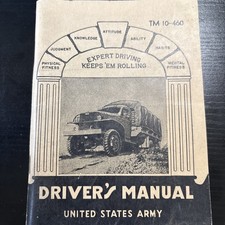 TM 10-460
PHYSICAL FITNESS
JUDGMENT
KNOWLEDGE
ATTITUDE
ABILITY
HABITS
MENTAL FITNESS
EXPERT DRIVING
KEEPS 'EM ROLLING
DRIVER'S MANUAL
UNITED STATES ARMY